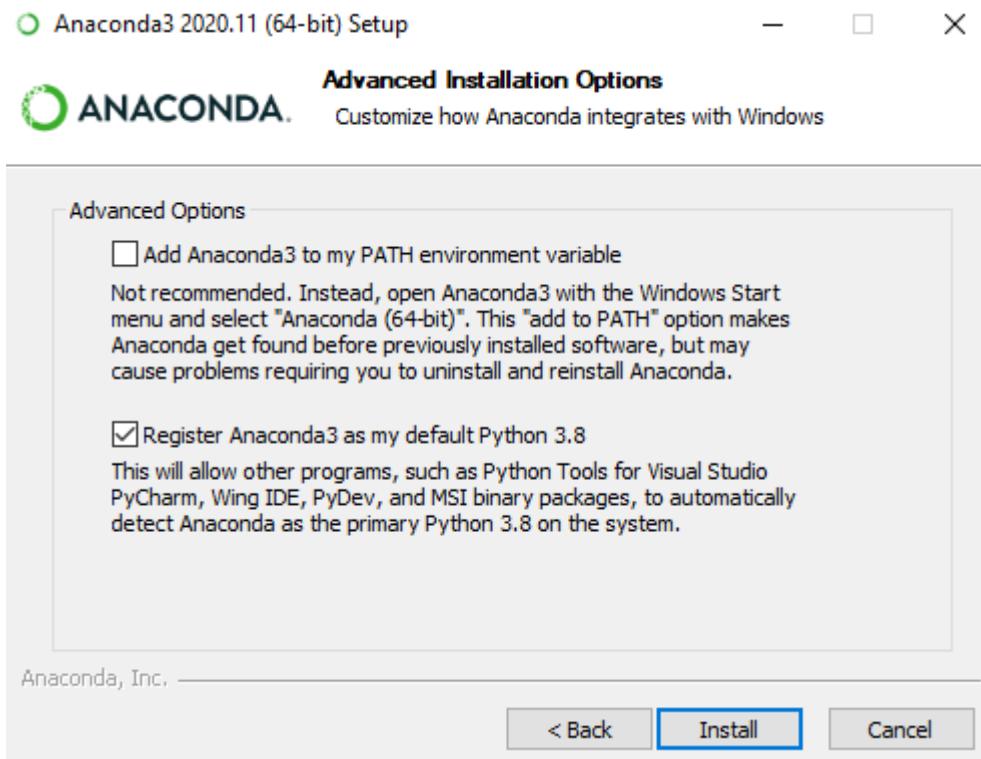 Anaconda3 2020.11 (64-bit) Setup
ANACONDA.
Advanced Installation Options
Customize how Anaconda integrates with Windows
Advanced Options
Add Anaconda3 to my PATH environment variable
Not recommended. Instead, open Anaconda3 with the Windows Start
menu and select "Anaconda (64-bit)". This "add to PATH" option makes
Anaconda get found before previously installed software, but may
cause problems requiring you to uninstall and reinstall Anaconda.
Register Anaconda3 as my default Python 3.8
This will allow other programs, such as Python Tools for Visual Studio
PyCharm, Wing IDE, PyDev, and MSI binary packages, to automatically
detect Anaconda as the primary Python 3.8 on the system.
Anaconda, Inc.
< Back
Install
Cancel